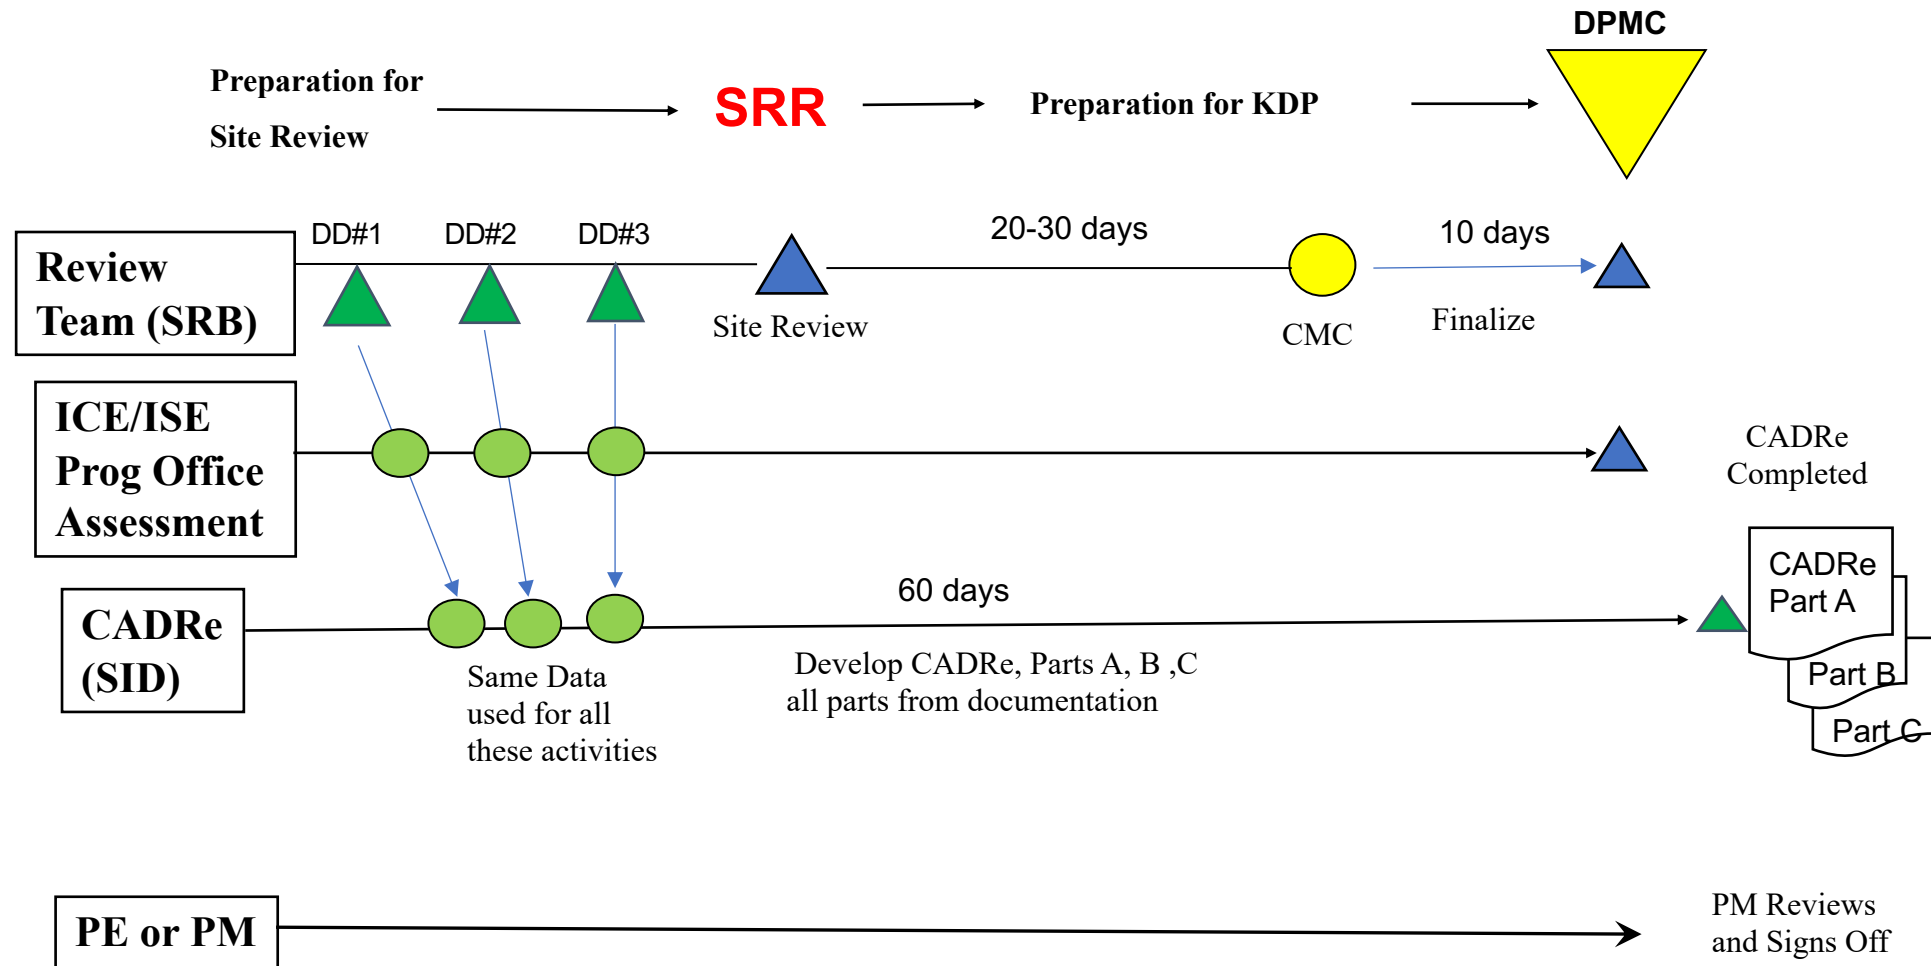 DPMC
Preparation for
Site Review
SRR
Preparation for KDP
Review
Team (SRB)
DD#1
DD#2
DD#3
Site Review
20-30 days
CMC
10 days
Finalize
ICE/ISE
Prog Office
Assessment
CADRe
Completed
CADRe
(SID)
Same Data
used for all
these activities
60 days
Develop CADRe, Parts A, B ,C
all parts from documentation
CADRe
Part A
Part B
Part C
PE or PM
PM Reviews
and Signs Off